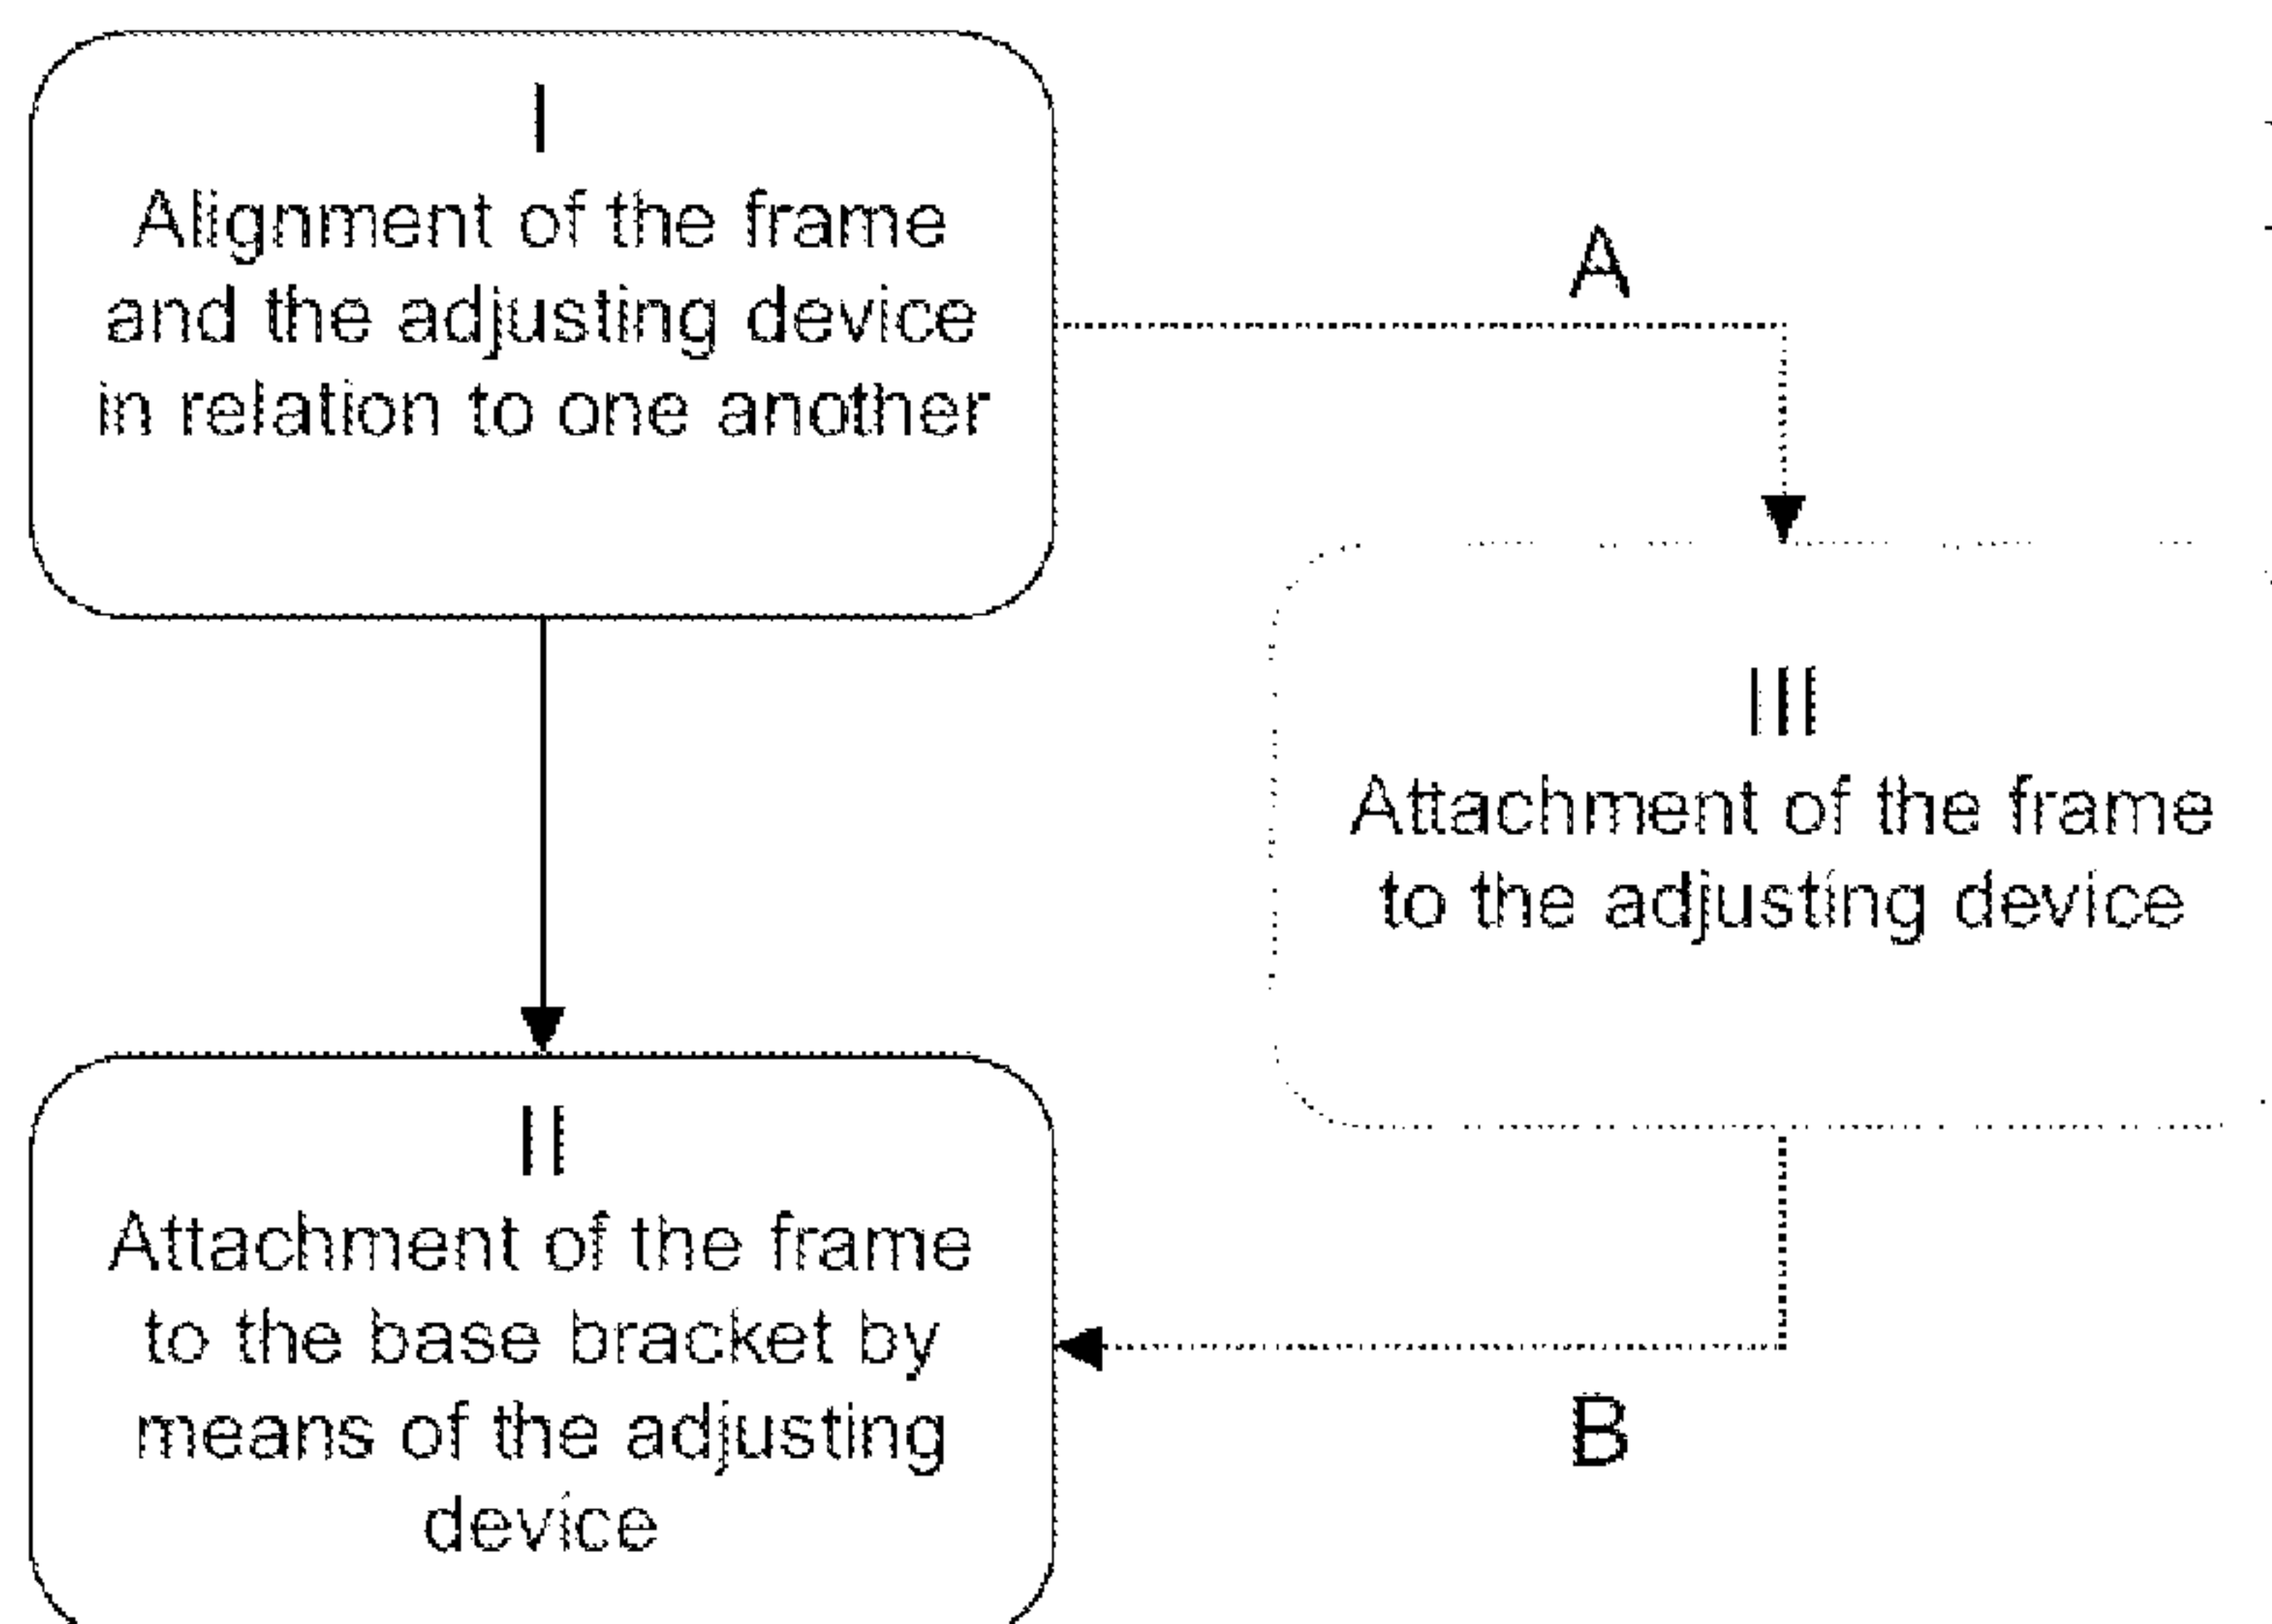 I
Alignment of the frame
and the adjusting device
in relation to one another
A
III
Attachment of the frame
to the adjusting device
II
Attachment of the frame
to the base bracket by
means of the adjusting
device
B